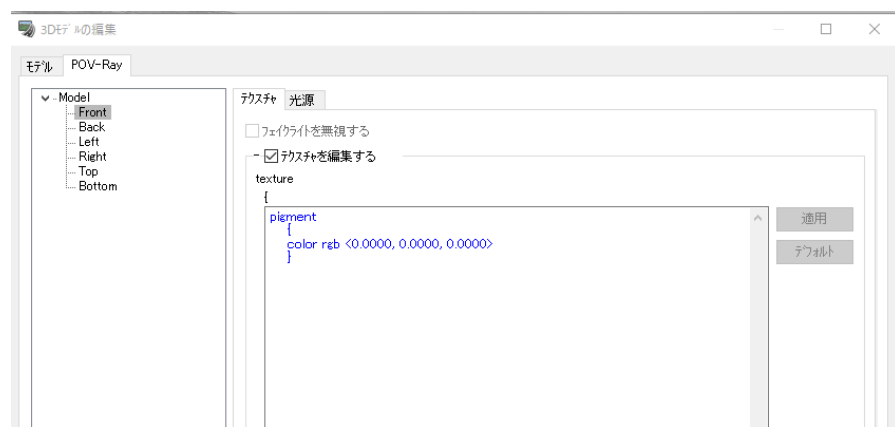 3Dﾓﾃﾞﾙの編集
ﾓﾃﾞﾙ POV-Ray
Model
Front
Back
Left
Right
Top
Bottom
ﾃｸｽﾁｬ 光源
ﾌｪｲｸﾗｲﾄを無視する
ﾃｸｽﾁｬを編集する
texture
{
pigment
{
color rgb <0.0000, 0.0000, 0.0000>
}
適用
ﾃﾞﾌｫﾙﾄ